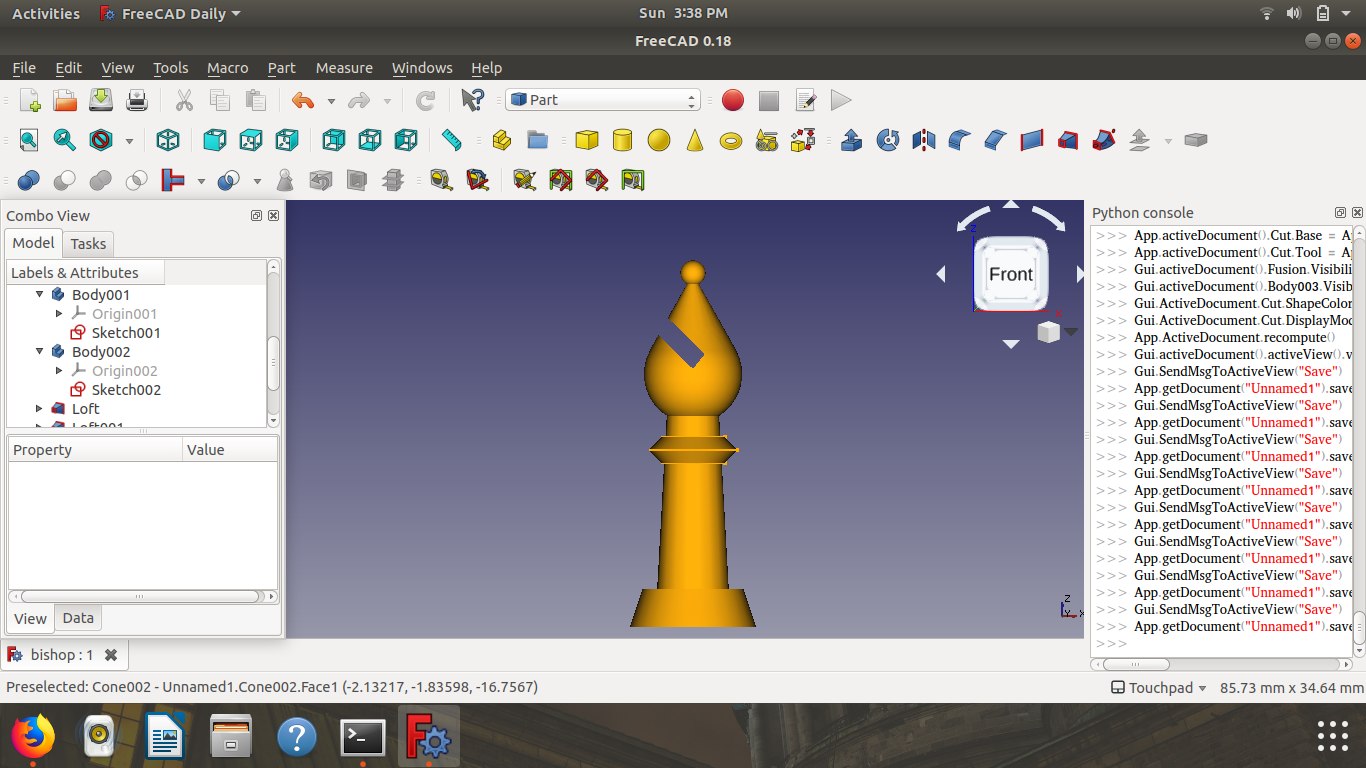 Activities FreeCAD Daily Sun 3:38 PM
FreeCAD 0.18
File Edit View Tools Macro Part Measure Windows Help
Part
Combo View
Model Tasks
Labels & Attributes
Body001
Origin001
Sketch001
Body002
Origin002
Sketch002
Loft
Loft001
Property Value
View Data
Front
z
z
Y
x
Python console
>>> App.activeDocument().Cut.Base = A
>>> App.activeDocument().Cut.Tool = A
>>> Gui.activeDocument().Fusion.Visibili
>>> Gui.activeDocument().Body003.Visib
>>> Gui.ActiveDocument.Cut.ShapeColor
>>> Gui.ActiveDocument.Cut.DisplayMod
>>> App.ActiveDocument.recompute()
>>> Gui.activeDocument().activeView().v
>>> Gui.SendMsgToActiveView("Save")
>>> App.getDocument("Unnamed1").save
>>> Gui.SendMsgToActiveView("Save")
>>> App.getDocument("Unnamed1").save
>>> Gui.SendMsgToActiveView("Save")
>>> App.getDocument("Unnamed1").save
>>> Gui.SendMsgToActiveView("Save")
>>> App.getDocument("Unnamed1").save
>>> Gui.SendMsgToActiveView("Save")
>>> App.getDocument("Unnamed1").save
>>> Gui.SendMsgToActiveView("Save")
>>> App.getDocument("Unnamed1").save
>>> Gui.SendMsgToActiveView("Save")
>>> App.getDocument("Unnamed1").save
>>> Gui.SendMsgToActiveView("Save")
>>> App.getDocument("Unnamed1").save
>>>
bishop : 1
Preselected: Cone002 - Unnamed1.Cone002.Face1 (-2.13217, -1.83598, -16.7567) Touchpad 85.73 mm x 34.64 mm